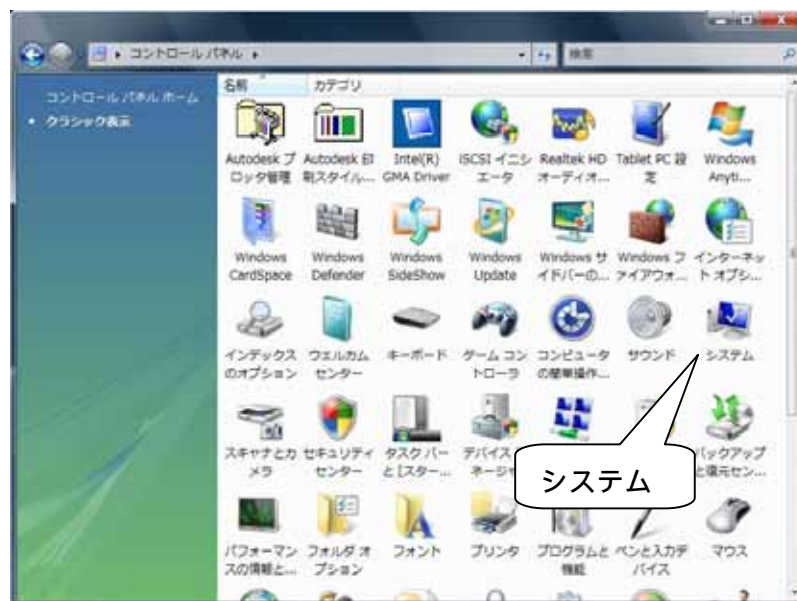 コントロール パネル
検索
コントロール パネル ホーム
クラシック表示
名前 カテゴリ
Autodesk プ
ロッタ管理
Autodesk 印
刷スタイル...
Intel(R)
GMA Driver
iSCSI イニシ
エータ
Realtek HD
オーディオ...
Tablet PC 設
定
Windows
Anyti...
Windows
CardSpace
Windows
Defender
Windows
SideShow
Windows
Update
Windows サ
イドバーの...
Windows フ
ァイアウォ...
インターネッ
ト オプシ...
インデックス
のオプション
ウェルカム
センター
キーボード
ゲーム コン
トローラ
コンピュータ
の簡単操作...
サウンド
システム
スキャナとカ
メラ
セキュリティ
センター
タスク バー
と [スター...
デバイス
ネージャ
バックアップ
と復元セン...
システム
パフォーマン
スの情報と...
フォルダ オ
プション
フォント
プリンタ
プログラムと
機能
ペンと入力デ
バイス
マウス